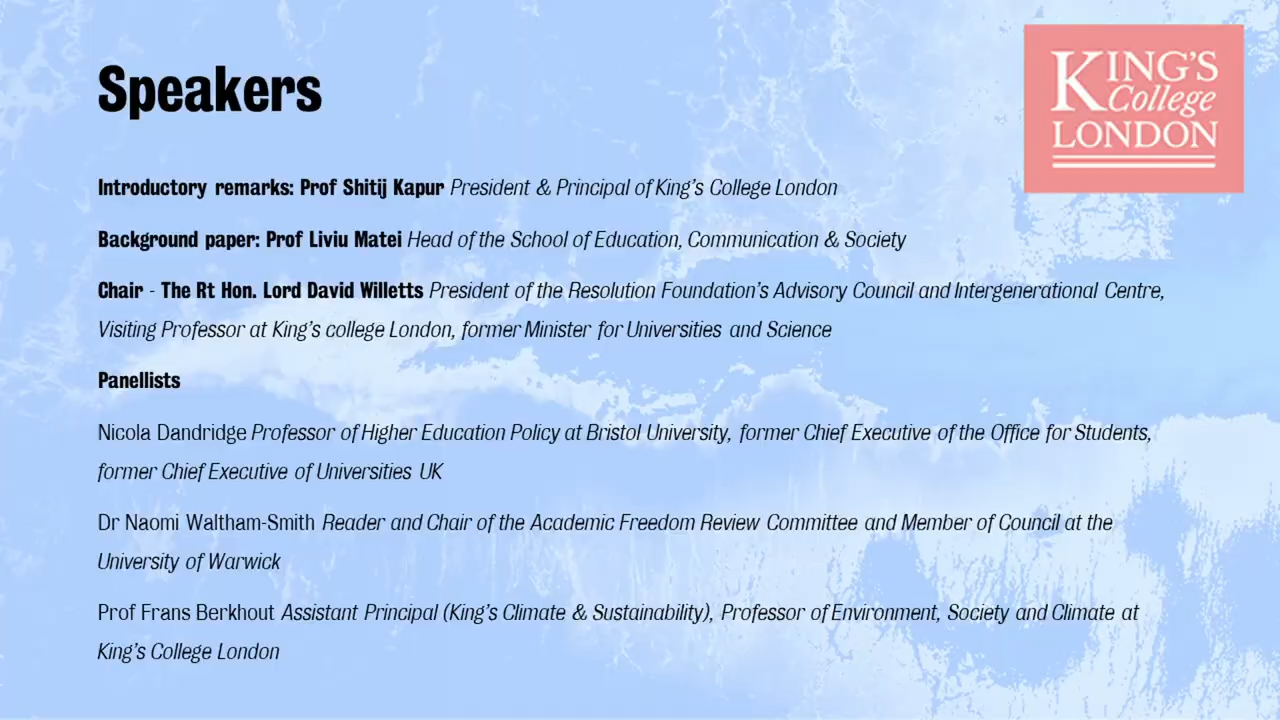 Speakers
KING'S
College
LONDON
Introductory remarks: Prof Shitij Kapur President & Principal of King's College London
Background paper: Prof Liviu Matei Head of the School of Education, Communication & Society
Chair - The Rt Hon. Lord David Willetts President of the Resolution Foundation's Advisory Council and Intergenerational Centre,
Visiting Professor at King's college London, former Minister for Universities and Science
Panellists
Nicola Dandridge Professor of Higher Education Policy at Bristol University, former Chief Executive of the Office for Students,
former Chief Executive of Universities UK
Dr Naomi Waltham-Smith Reader and Chair of the Academic Freedom Review Committee and Member of Council at the
University of Warwick
Prof Frans Berkhout Assistant Principal (King's Climate & Sustainability), Professor of Environment, Society and Climate at
King's College London